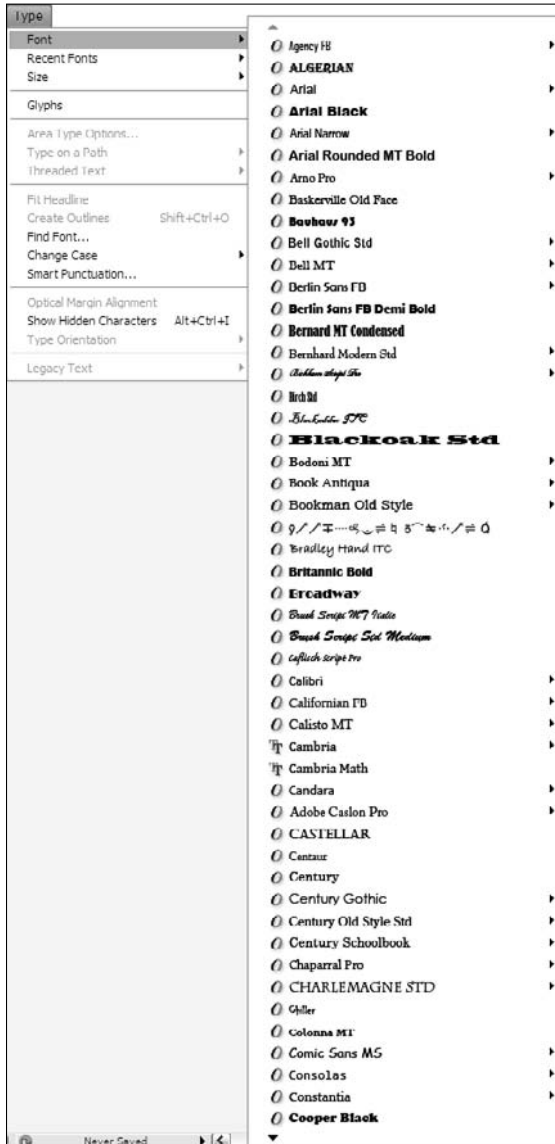 Type
Font
Recent Fonts
Size
Glyphs
Area Type Options...
Type on a Path
Threaded Text
Fit Headline
Create Outlines Shift+Ctrl+O
Find Font...
Change Case
Smart Punctuation...
Optical Margin Alignment
Show Hidden Characters Alt+Ctrl+I
Type Orientation
Legacy Text
Never Saved
Agency FB
ALGERIAN
Arial
Arial Black
Arial Narrow
Arial Rounded MT Bold
Arno Pro
Baskerville Old Face
Bauhaus 93
Bell Gothic Std
Bell MT
Berlin Sans FB
Berlin Sans FB Demi Bold
Bernard MT Condensed
Bernhard Modern Std
Bickham Script Pro
Birch Std
Blackadder ITC
Blackoak Std
Bodoni MT
Book Antiqua
Bookman Old Style
Bradley Hand ITC
Britannic Bold
Broadway
Brush Script MT Italic
Brush Script Std Medium
Caflisch Script Pro
Calibri
Californian FB
Calisto MT
Cambria
Cambria Math
Candara
Adobe Caslon Pro
CASTELLAR
Centaur
Century
Century Gothic
Century Old Style Std
Century Schoolbook
Chaparral Pro
CHARLEMAGNE STD
Chiller
Colonna MT
Comic Sans MS
Consolas
Constantia
Cooper Black